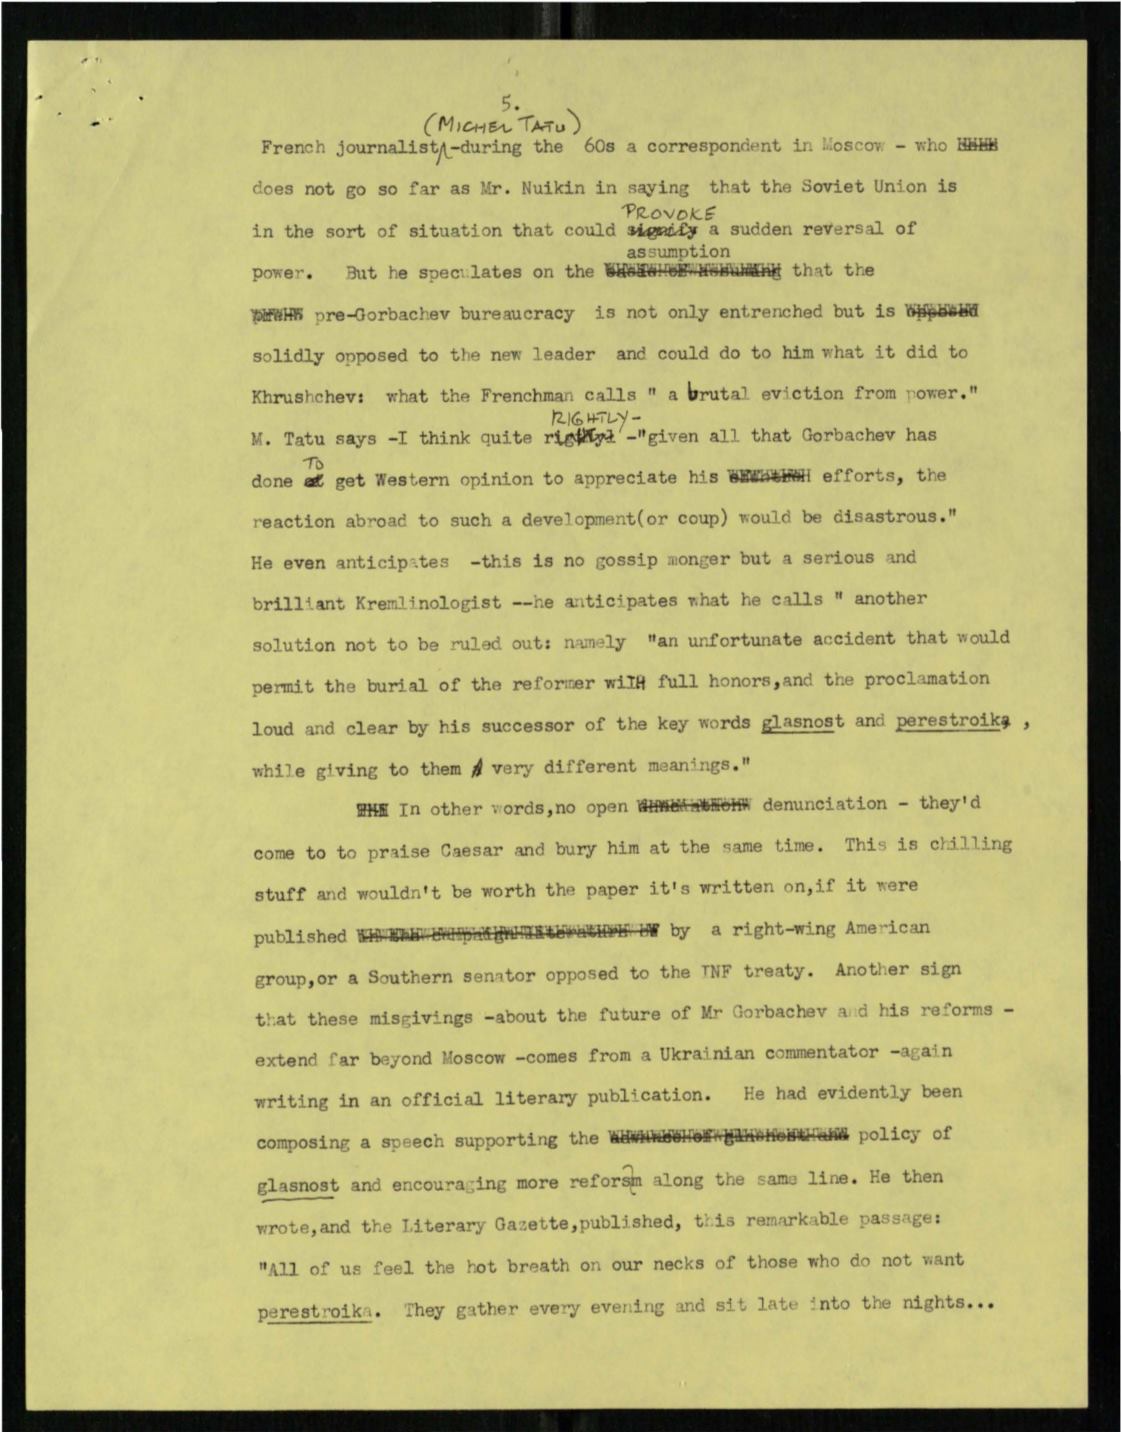 5.
(MICHEL TATU)
French journalist -during the 60s a correspondent in Moscow - who
does not go so far as Mr. Nuikin in saying that the Soviet Union is
PROVOKE
in the sort of situation that could signify a sudden reversal of
assumption
power. But he speculates on the basis of assuming that the
pre-Gorbachev bureaucracy is not only entrenched but is opposed
solidly opposed to the new leader and could do to him what it did to
Khrushchev: what the Frenchman calls " a brutal eviction from power."
RIGHTLY-
M. Tatu says -I think quite rightyl -"given all that Gorbachev has
TO
done get Western opinion to appreciate his efforts, the
reaction abroad to such a development(or coup) would be disastrous."
He even anticipates -this is no gossip monger but a serious and
brilliant Kremlinologist --he anticipates what he calls " another
solution not to be ruled out: namely "an unfortunate accident that would
permit the burial of the reformer with full honors,and the proclamation
loud and clear by his successor of the key words glasnost and perestroika ,
while giving to them very different meanings."
In other words,no open denunciation - they'd
come to to praise Caesar and bury him at the same time. This is chilling
stuff and wouldn't be worth the paper it's written on,if it were
published by a right-wing American
group,or a Southern senator opposed to the INF treaty. Another sign
that these misgivings -about the future of Mr Gorbachev and his reforms -
extend far beyond Moscow -comes from a Ukrainian commentator -again
writing in an official literary publication. He had evidently been
composing a speech supporting the advance of glasnost and policy of
glasnost and encouraging more reforsm along the same line. He then
wrote,and the Literary Gazette,published, this remarkable passage:
"All of us feel the hot breath on our necks of those who do not want
perestroika. They gather every evening and sit late into the nights...